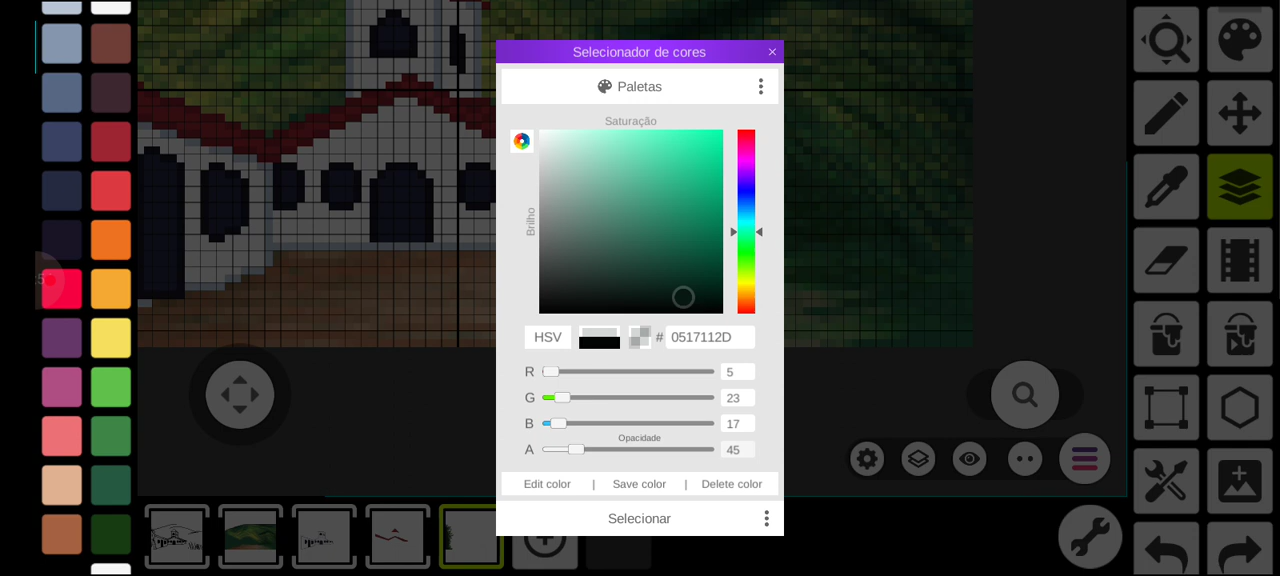 Selecionador de cores ×
Paletas
Saturação
Brilho
HSV # 0517112D
R 5
G 23
B 17
Opacidade
A 45
Edit color | Save color | Delete color
Selecionar